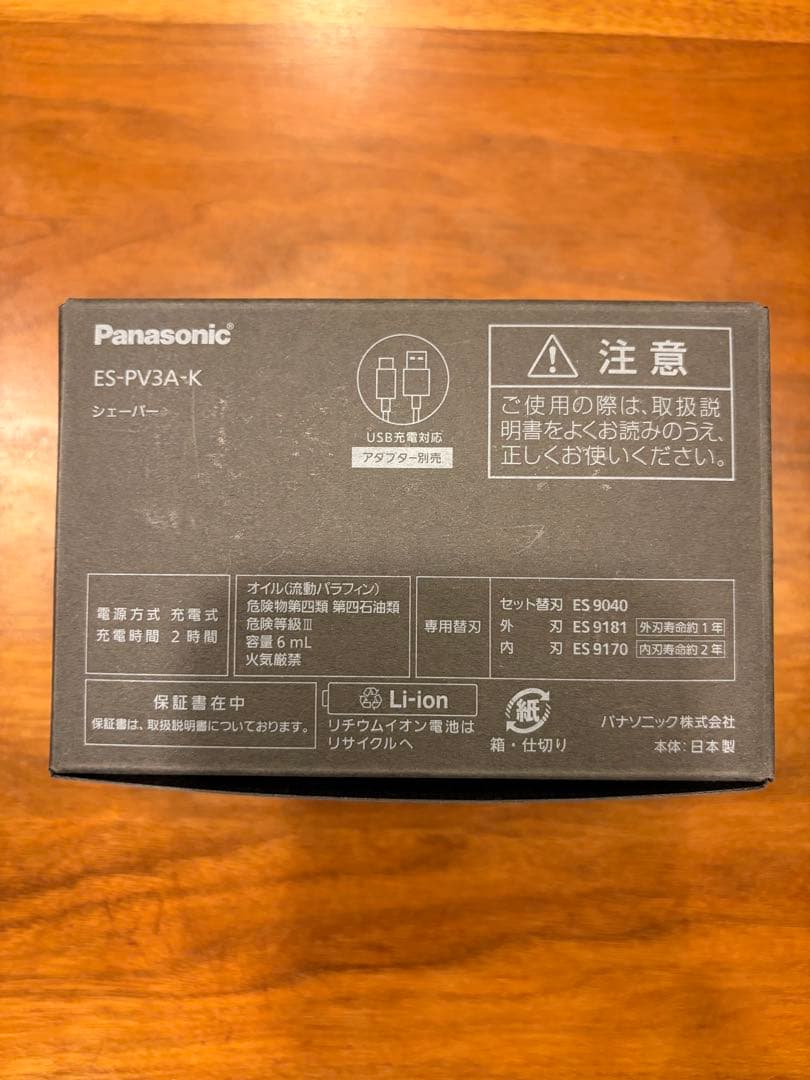 Panasonic®
ES-PV3A-K
シェーバー
USB充電対応
アダプター別売
注意
ご使用の際は、取扱説
明書をよくお読みのうえ、
正しくお使いください。
電源方式 充電式
充電時間 2時間
オイル(流動パラフィン)
危険物第四類 第四石油類
危険等級Ⅲ
容量6mL
火気厳禁
専用替刃
セット替刃 ES9040
外 刃 ES9181 外刃寿命約1年
内 刃 ES9170 内刃寿命約2年
保証書在中
保証書は、取扱説明書についております。
Li-ion
リチウムイオン電池は
リサイクルへ
紙
箱・仕切り
パナソニック株式会社
本体:日本製